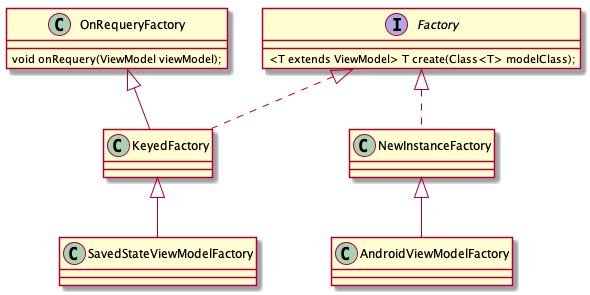 C OnRequeryFactory
void onRequery(ViewModel viewModel);
I Factory
<T extends ViewModel> T create(Class<T> modelClass);
C KeyedFactory
C NewInstanceFactory
C SavedStateViewModelFactory
C AndroidViewModelFactory